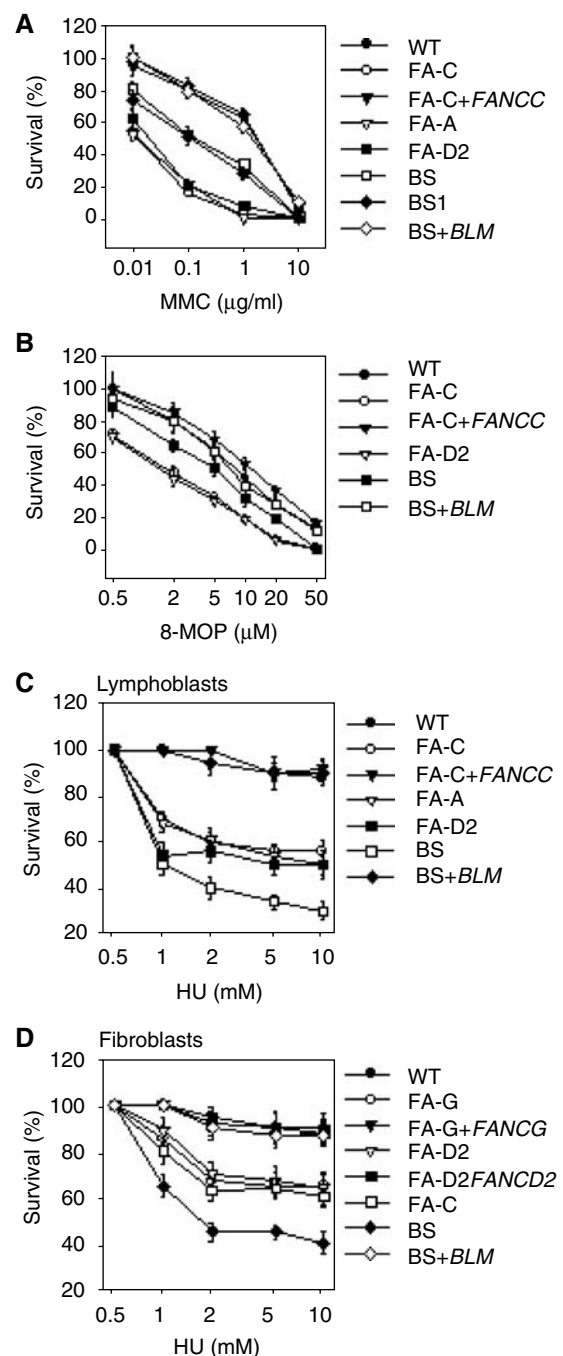 A
120
100
80
60
40
20
0
Survival (%)
0.01 0.1 1 10
MMC (μg/ml)
WT
FA-C
FA-C+FANCC
FA-A
FA-D2
BS
BS1
BS+BLM
B
120
100
80
60
40
20
0
Survival (%)
0.5 2 5 10 20 50
8-MOP (μM)
WT
FA-C
FA-C+FANCC
FA-D2
BS
BS+BLM
C Lymphoblasts
120
100
80
60
40
20
Survival (%)
0.5 1 2 5 10
HU (mM)
WT
FA-C
FA-C+FANCC
FA-A
FA-D2
BS
BS+BLM
D Fibroblasts
120
100
80
60
40
20
Survival (%)
0.5 1 2 5 10
HU (mM)
WT
FA-G
FA-G+FANCG
FA-D2
FA-D2FANCD2
FA-C
BS
BS+BLM